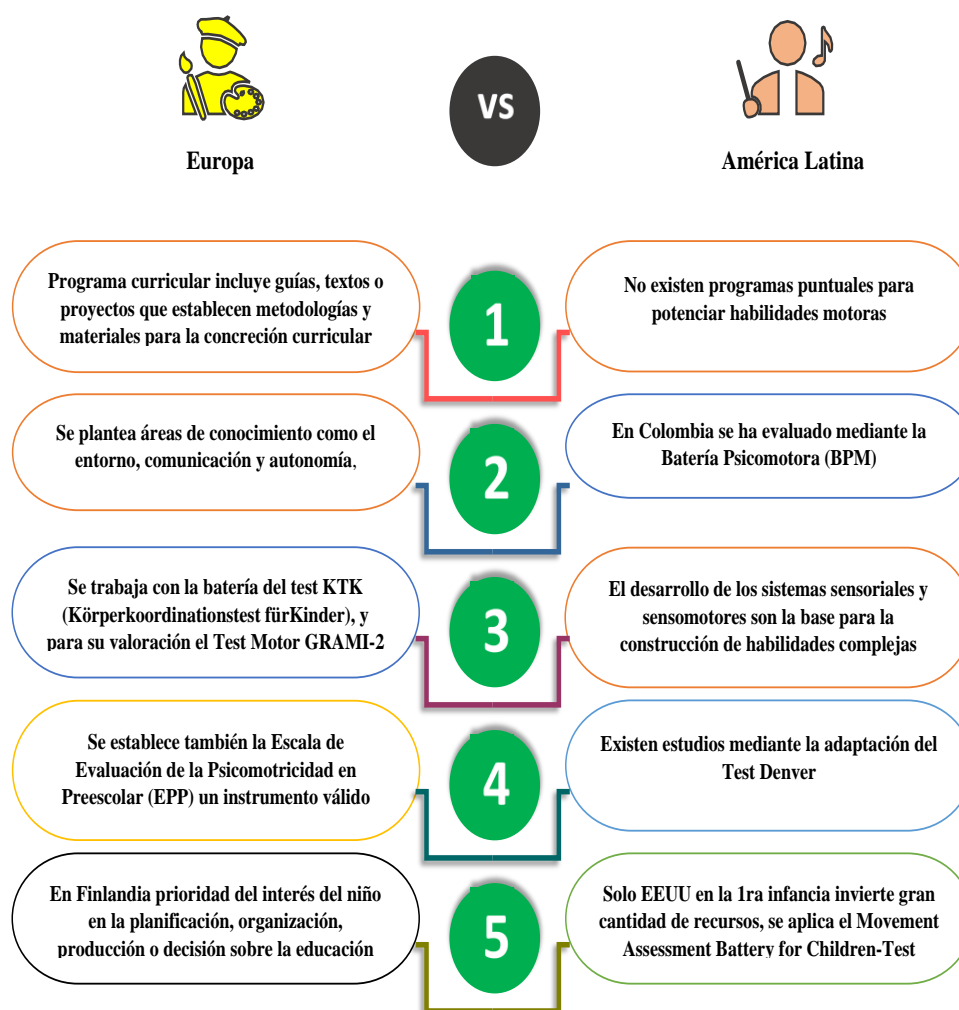 VS
Europa
América Latina
Programa curricular incluye guías, textos o
proyectos que establecen metodologías y
materiales para la concreción curricular
1
No existen programas puntuales para
potenciar habilidades motoras
Se plantea áreas de conocimiento como el
entorno, comunicación y autonomía,
2
En Colombia se ha evaluado mediante la
Batería Psicomotora (BPM)
Se trabaja con la batería del test KTK
(Körperkoordinationstest fürKinder), y
para su valoración el Test Motor GRAMI-2
3
El desarrollo de los sistemas sensoriales y
sensomotores son la base para la
construcción de habilidades complejas
Se establece también la Escala de
Evaluación de la Psicomotricidad en
Preescolar (EPP) un instrumento válido
4
Existen estudios mediante la adaptación del
Test Denver
En Finlandia prioridad del interés del niño
en la planificación, organización,
producción o decisión sobre la educación
5
Solo EEUU en la 1ra infancia invierte gran
cantidad de recursos, se aplica el Movement
Assessment Battery for Children-Test